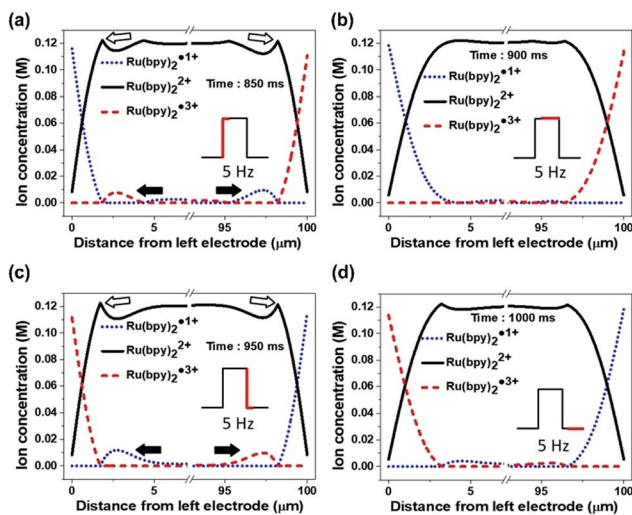 (a)
Ion concentration (M)
0.12
0.10
0.08
0.06
0.04
0.02
0.00
Ru(bpy)₂•1+
Ru(bpy)₂2+
Ru(bpy)₂•3+
Time : 850 ms
5 Hz
0 5 95 100
Distance from left electrode (μm)
(b)
Ion concentration (M)
0.12
0.10
0.08
0.06
0.04
0.02
0.00
Time : 900 ms
Ru(bpy)₂•1+
Ru(bpy)₂2+
Ru(bpy)₂•3+
5 Hz
0 5 95 100
Distance from left electrode (μm)
(c)
Ion concentration (M)
0.12
0.10
0.08
0.06
0.04
0.02
0.00
Ru(bpy)₂•1+
Ru(bpy)₂2+
Ru(bpy)₂•3+
Time : 950 ms
5 Hz
0 5 95 100
Distance from left electrode (μm)
(d)
Ion concentration (M)
0.12
0.10
0.08
0.06
0.04
0.02
0.00
Time : 1000 ms
Ru(bpy)₂•1+
Ru(bpy)₂2+
Ru(bpy)₂•3+
5 Hz
0 5 95 100
Distance from left electrode (μm)